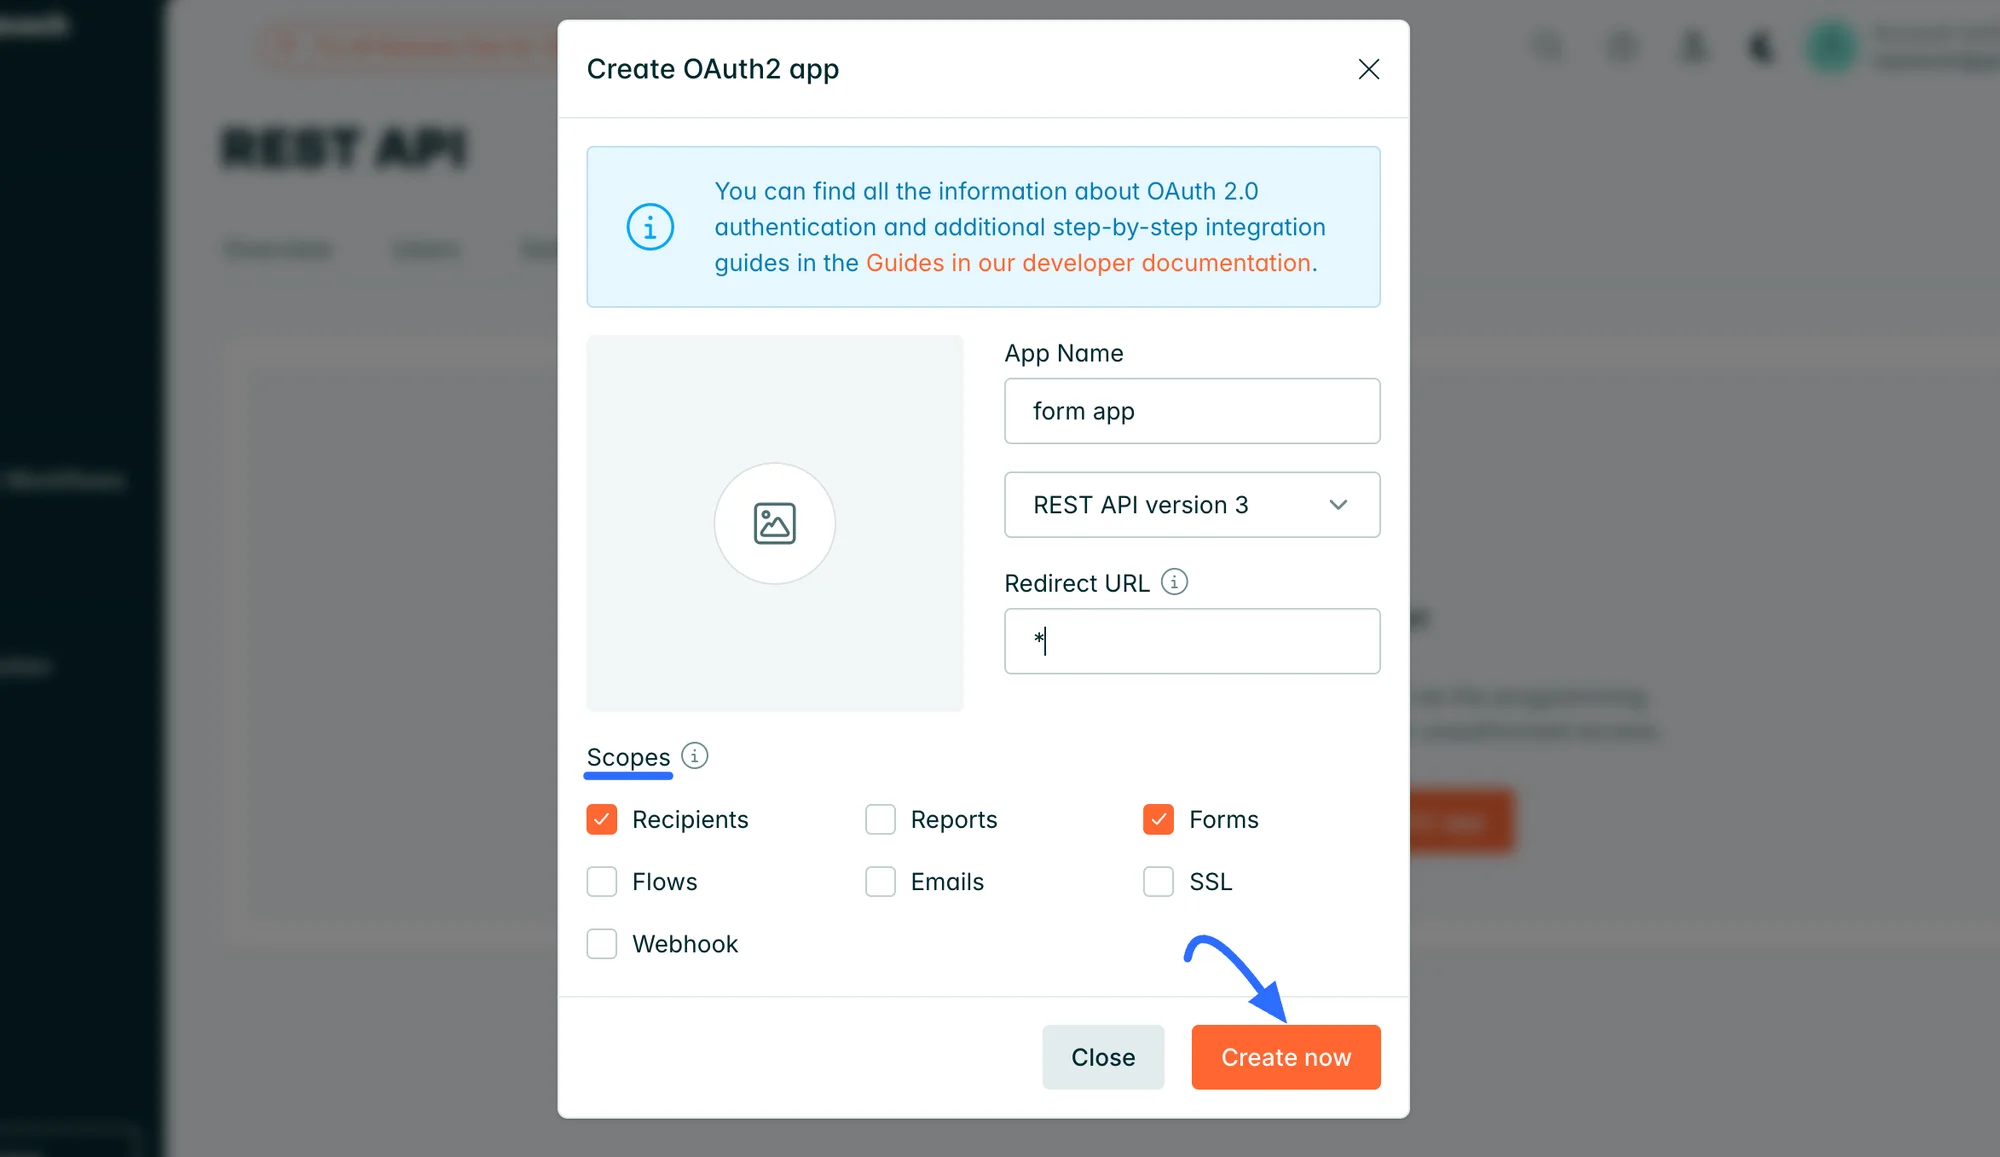 REST API
Create OAuth2 app
You can find all the information about OAuth 2.0
authentication and additional step-by-step integration
guides in the Guides in our developer documentation.
App Name
form app
REST API version 3
Redirect URL
*
Scopes
Recipients
Reports
Forms
Flows
Emails
SSL
Webhook
Close
Create now